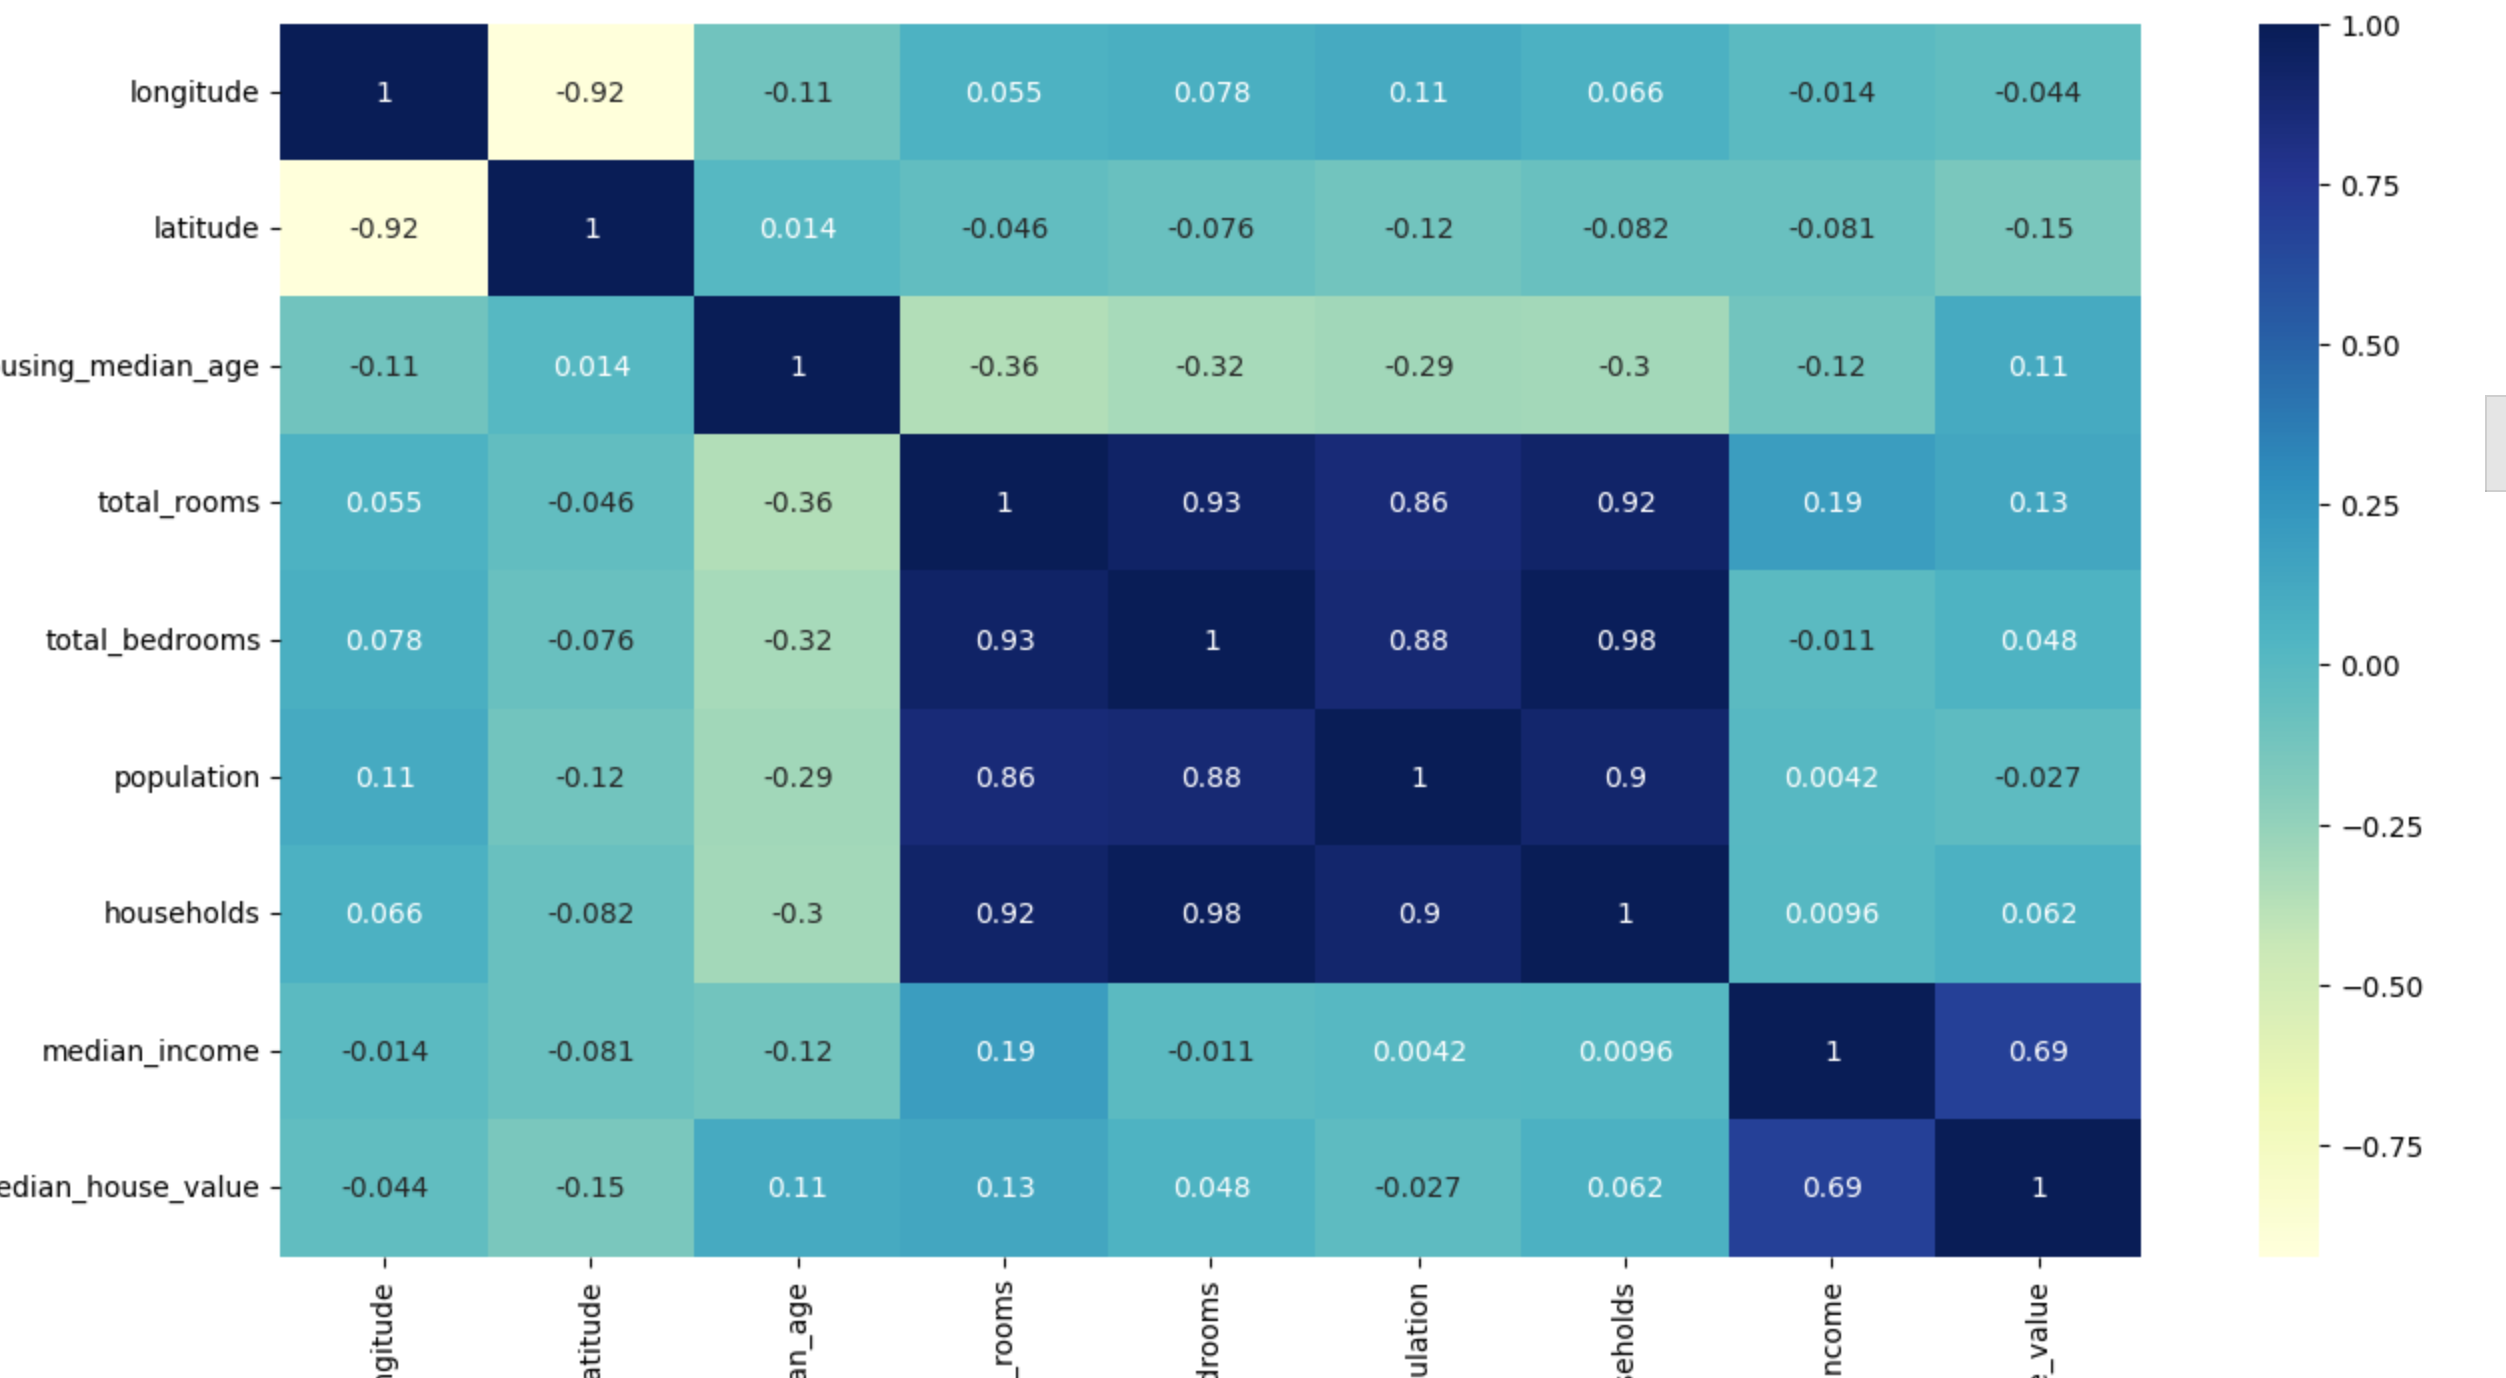 1.00
longitude 1 -0.92 -0.11 0.055 0.078 0.11 0.066 -0.014 -0.044
0.75
latitude -0.92 1 0.014 -0.046 -0.076 -0.12 -0.082 -0.081 -0.15
0.50
using_median_age -0.11 0.014 1 -0.36 -0.32 -0.29 -0.3 -0.12 0.11
total_rooms 0.055 -0.046 -0.36 1 0.93 0.86 0.92 0.19 0.13
0.25
total_bedrooms 0.078 -0.076 -0.32 0.93 1 0.88 0.98 -0.011 0.048
0.00
population 0.11 -0.12 -0.29 0.86 0.88 1 0.9 0.0042 -0.027
−0.25
households 0.066 -0.082 -0.3 0.92 0.98 0.9 1 0.0096 0.062
−0.50
median_income -0.014 -0.081 -0.12 0.19 -0.011 0.0042 0.0096 1 0.69
−0.75
edian_house_value -0.044 -0.15 0.11 0.13 0.048 -0.027 0.062 0.69 1
ngitude
atitude
an_age
_rooms
drooms
ulation
seholds
ncome
e_value